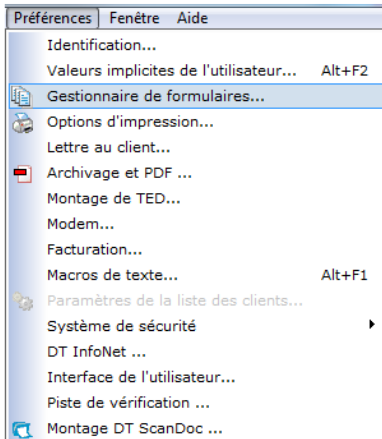 Préférences Fenêtre Aide
Identification...
Valeurs implicites de l'utilisateur... Alt+F2
Gestionnaire de formulaires...
Options d'impression...
Lettre au client...
Archivage et PDF ...
Montage de TED...
Modem...
Facturation...
Macros de texte... Alt+F1
Paramètres de la liste des clients...
Système de sécurité
DT InfoNet ...
Interface de l'utilisateur...
Piste de vérification ...
Montage DT ScanDoc ...